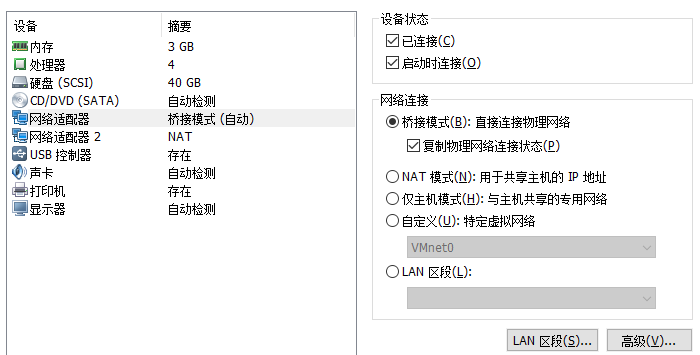 设备 摘要
内存 3 GB
处理器 4
硬盘 (SCSI) 40 GB
CD/DVD (SATA) 自动检测
网络适配器 桥接模式 (自动)
网络适配器 2 NAT
USB 控制器 存在
声卡 自动检测
打印机 存在
显示器 自动检测
设备状态
已连接(C)
启动时连接(O)
网络连接
桥接模式(B): 直接连接物理网络
复制物理网络连接状态(P)
NAT 模式(N): 用于共享主机的 IP 地址
仅主机模式(H): 与主机共享的专用网络
自定义(U): 特定虚拟网络
VMnet0
LAN 区段(L):
LAN 区段(S)... 高级(V)...